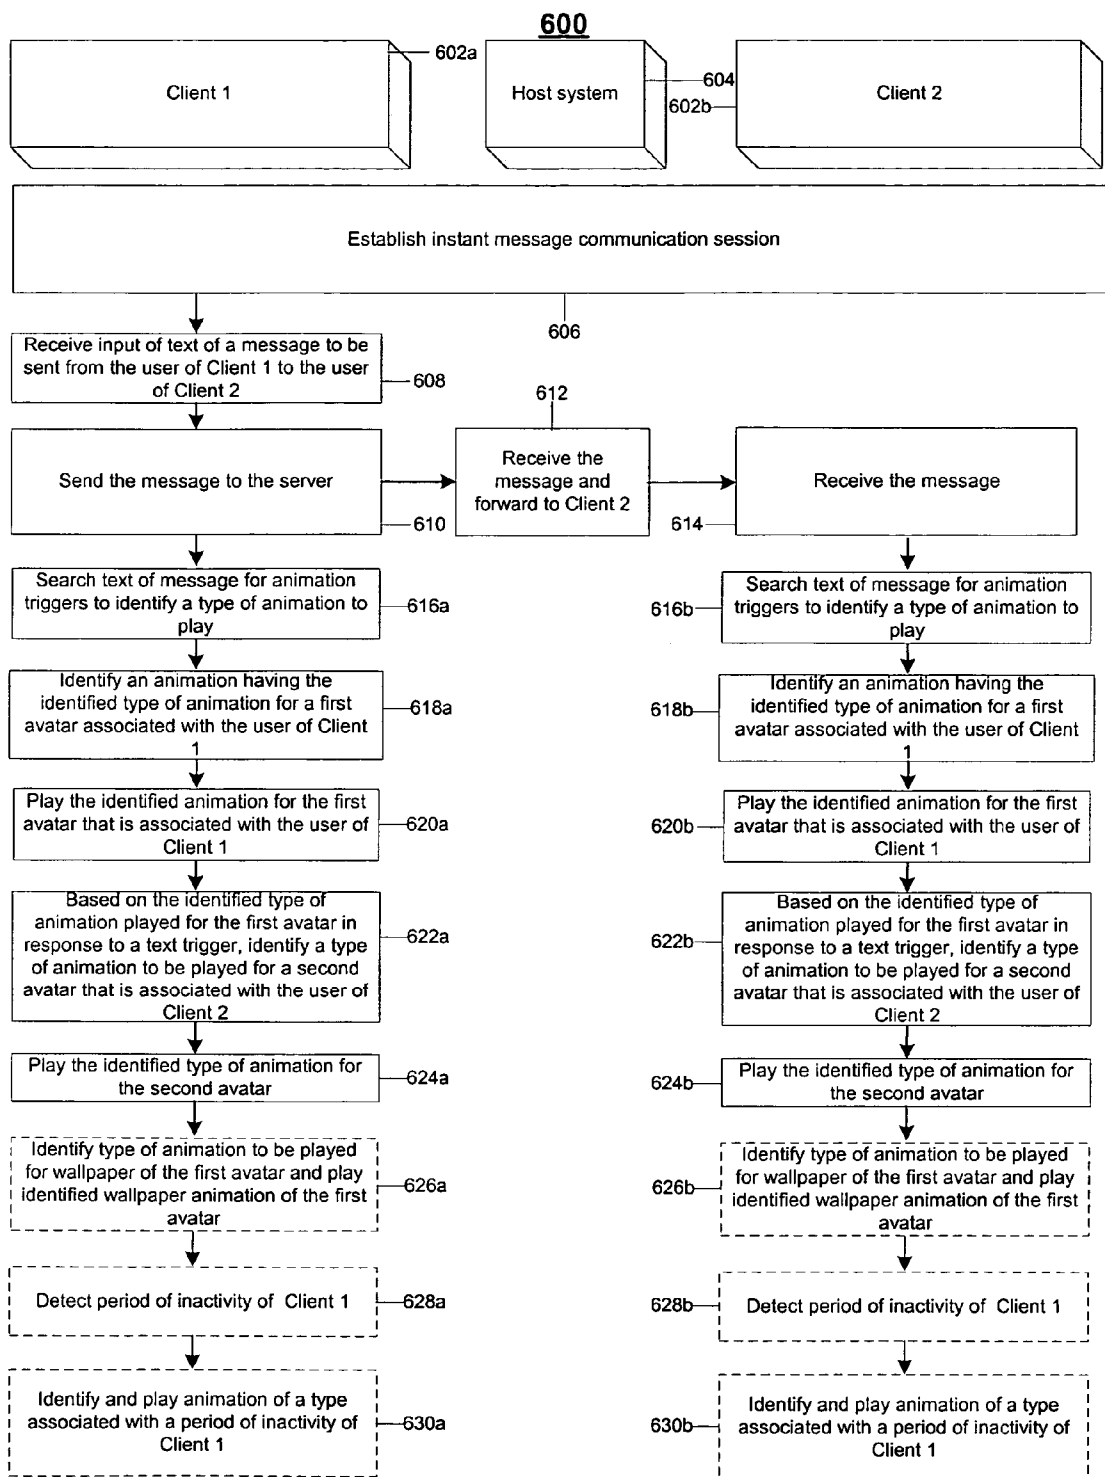 600
602a
Client 1
Host system
604
602b
Client 2
Establish instant message communication session
606
Receive input of text of a message to be
sent from the user of Client 1 to the user
of Client 2
608
612
Send the message to the server
610
Receive the
message and
forward to Client 2
Receive the message
614
Search text of message for animation
triggers to identify a type of animation to
play
616a
616b
Search text of message for animation
triggers to identify a type of animation to
play
Identify an animation having the
identified type of animation for a first
avatar associated with the user of Client
1
618a
618b
Identify an animation having the
identified type of animation for a first
avatar associated with the user of Client
1
Play the identified animation for the first
avatar that is associated with the user of
Client 1
620a
620b
Play the identified animation for the first
avatar that is associated with the user of
Client 1
Based on the identified type of
animation played for the first avatar in
response to a text trigger, identify a type
of animation to be played for a second
avatar that is associated with the user of
Client 2
622a
622b
Based on the identified type of
animation played for the first avatar in
response to a text trigger, identify a type
of animation to be played for a second
avatar that is associated with the user of
Client 2
Play the identified type of animation for
the second avatar
624a
624b
Play the identified type of animation for
the second avatar
Identify type of animation to be played
for wallpaper of the first avatar and play
identified wallpaper animation of the first
avatar
626a
626b
Identify type of animation to be played
for wallpaper of the first avatar and play
identified wallpaper animation of the first
avatar
Detect period of inactivity of Client 1
628a
628b
Detect period of inactivity of Client 1
Identify and play animation of a type
associated with a period of inactivity of
Client 1
630a
630b
Identify and play animation of a type
associated with a period of inactivity of
Client 1